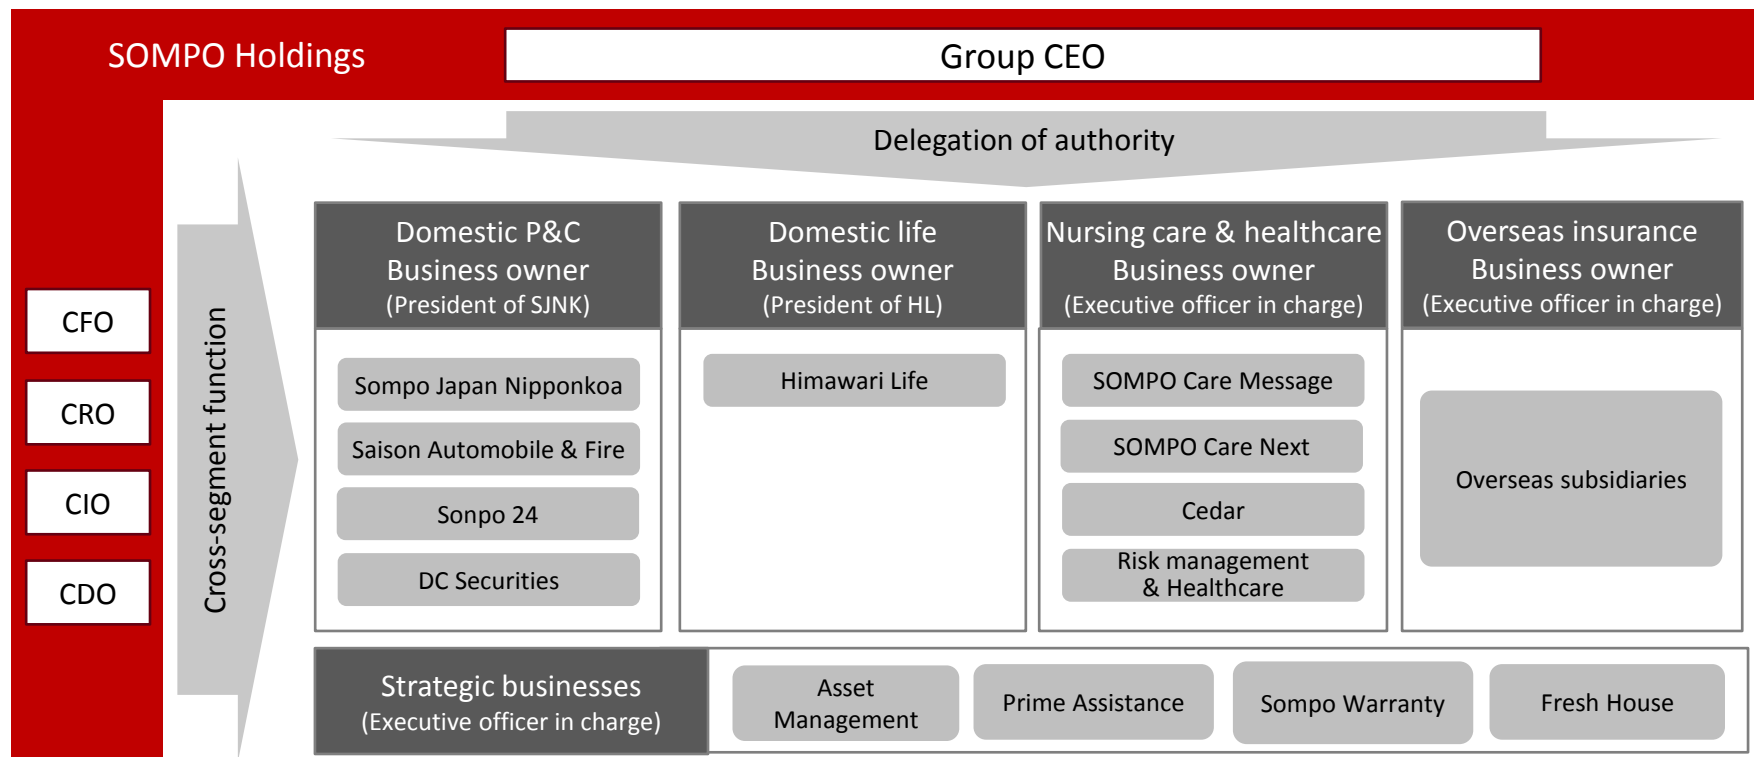 SOMPO Holdings
Group CEO
Delegation of authority
Cross-segment function
CFO
CRO
CIO
CDO
Domestic P&C
Business owner
(President of SJNK)
Sompo Japan Nipponkoa
Saison Automobile & Fire
Sonpo 24
DC Securities
Domestic life
Business owner
(President of HL)
Himawari Life
Nursing care & healthcare
Business owner
(Executive officer in charge)
SOMPO Care Message
SOMPO Care Next
Cedar
Risk management
& Healthcare
Overseas insurance
Business owner
(Executive officer in charge)
Overseas subsidiaries
Strategic businesses
(Executive officer in charge)
Asset
Management
Prime Assistance
Sompo Warranty
Fresh House